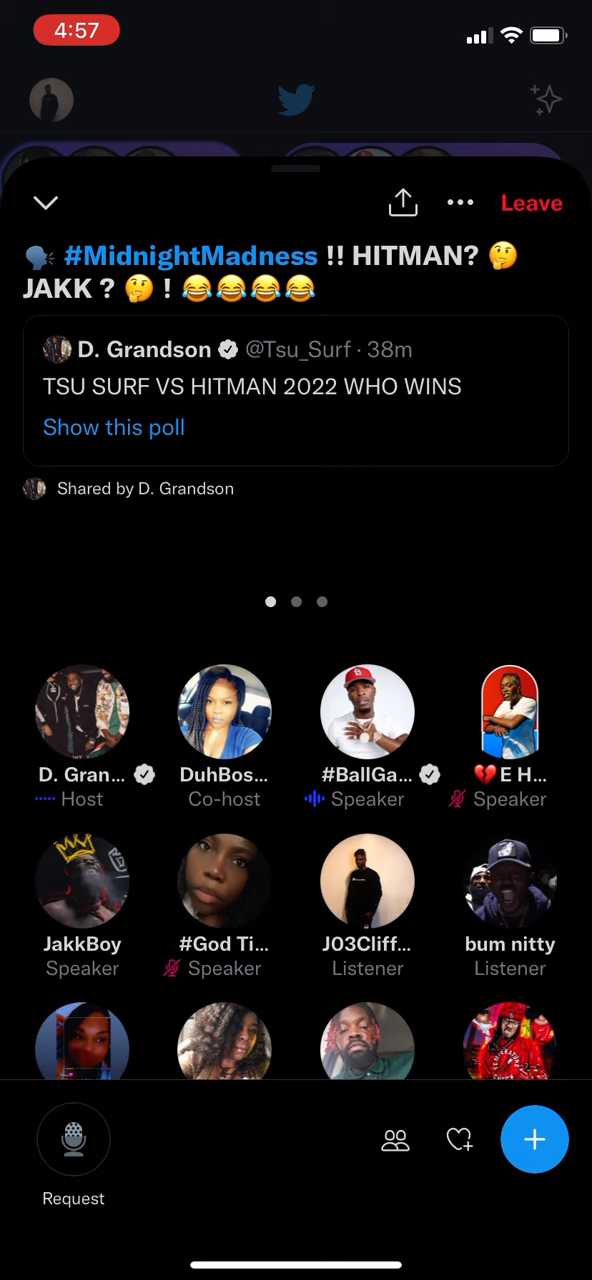 4:57
Leave
🗣️ #MidnightMadness !! HITMAN? 🤔
JAKK ? 🤔 ! 😂😂😂😂
D. Grandson @Tsu_Surf · 38m
TSU SURF VS HITMAN 2022 WHO WINS
Show this poll
Shared by D. Grandson
D. Gran... DuhBos... #BallGa... 💔E H...
Host Co-host Speaker Speaker
JakkBoy #God Ti... J03Cliff... bum nitty
Speaker Speaker Listener Listener
Request